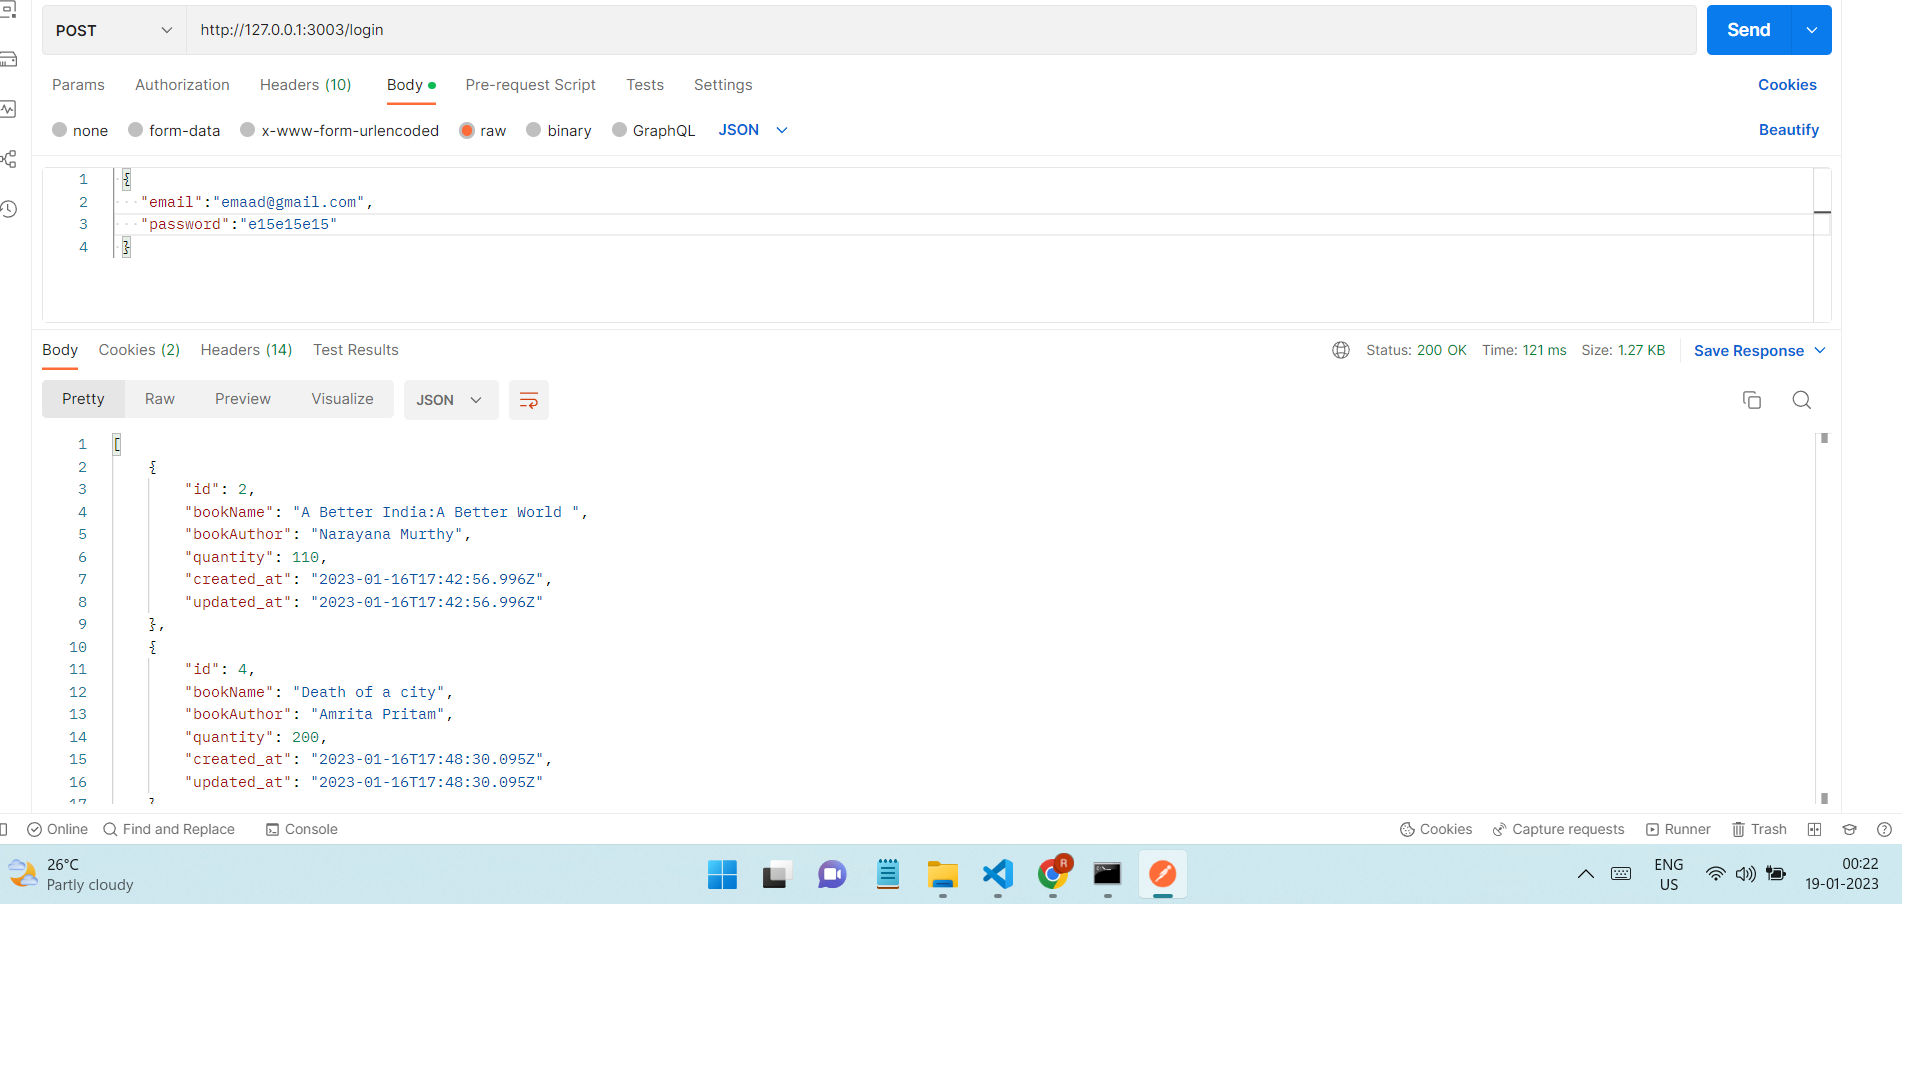 POST http://127.0.0.1:3003/login Send
Params Authorization Headers (10) Body Pre-request Script Tests Settings Cookies
none form-data x-www-form-urlencoded raw binary GraphQL JSON Beautify
1 {
2 "email":"emaad@gmail.com",
3 "password":"e15e15e15"
4 }
Body Cookies (2) Headers (14) Test Results Status: 200 OK Time: 121 ms Size: 1.27 KB Save Response
Pretty Raw Preview Visualize JSON
1 [
2 {
3 "id": 2,
4 "bookName": "A Better India:A Better World ",
5 "bookAuthor": "Narayana Murthy",
6 "quantity": 110,
7 "created_at": "2023-01-16T17:42:56.996Z",
8 "updated_at": "2023-01-16T17:42:56.996Z"
9 },
10 {
11 "id": 4,
12 "bookName": "Death of a city",
13 "bookAuthor": "Amrita Pritam",
14 "quantity": 200,
15 "created_at": "2023-01-16T17:48:30.095Z",
16 "updated_at": "2023-01-16T17:48:30.095Z"
17 }
Online Find and Replace Console Cookies Capture requests Runner Trash
26°C
Partly cloudy
R
ENG
US
00:22
19-01-2023